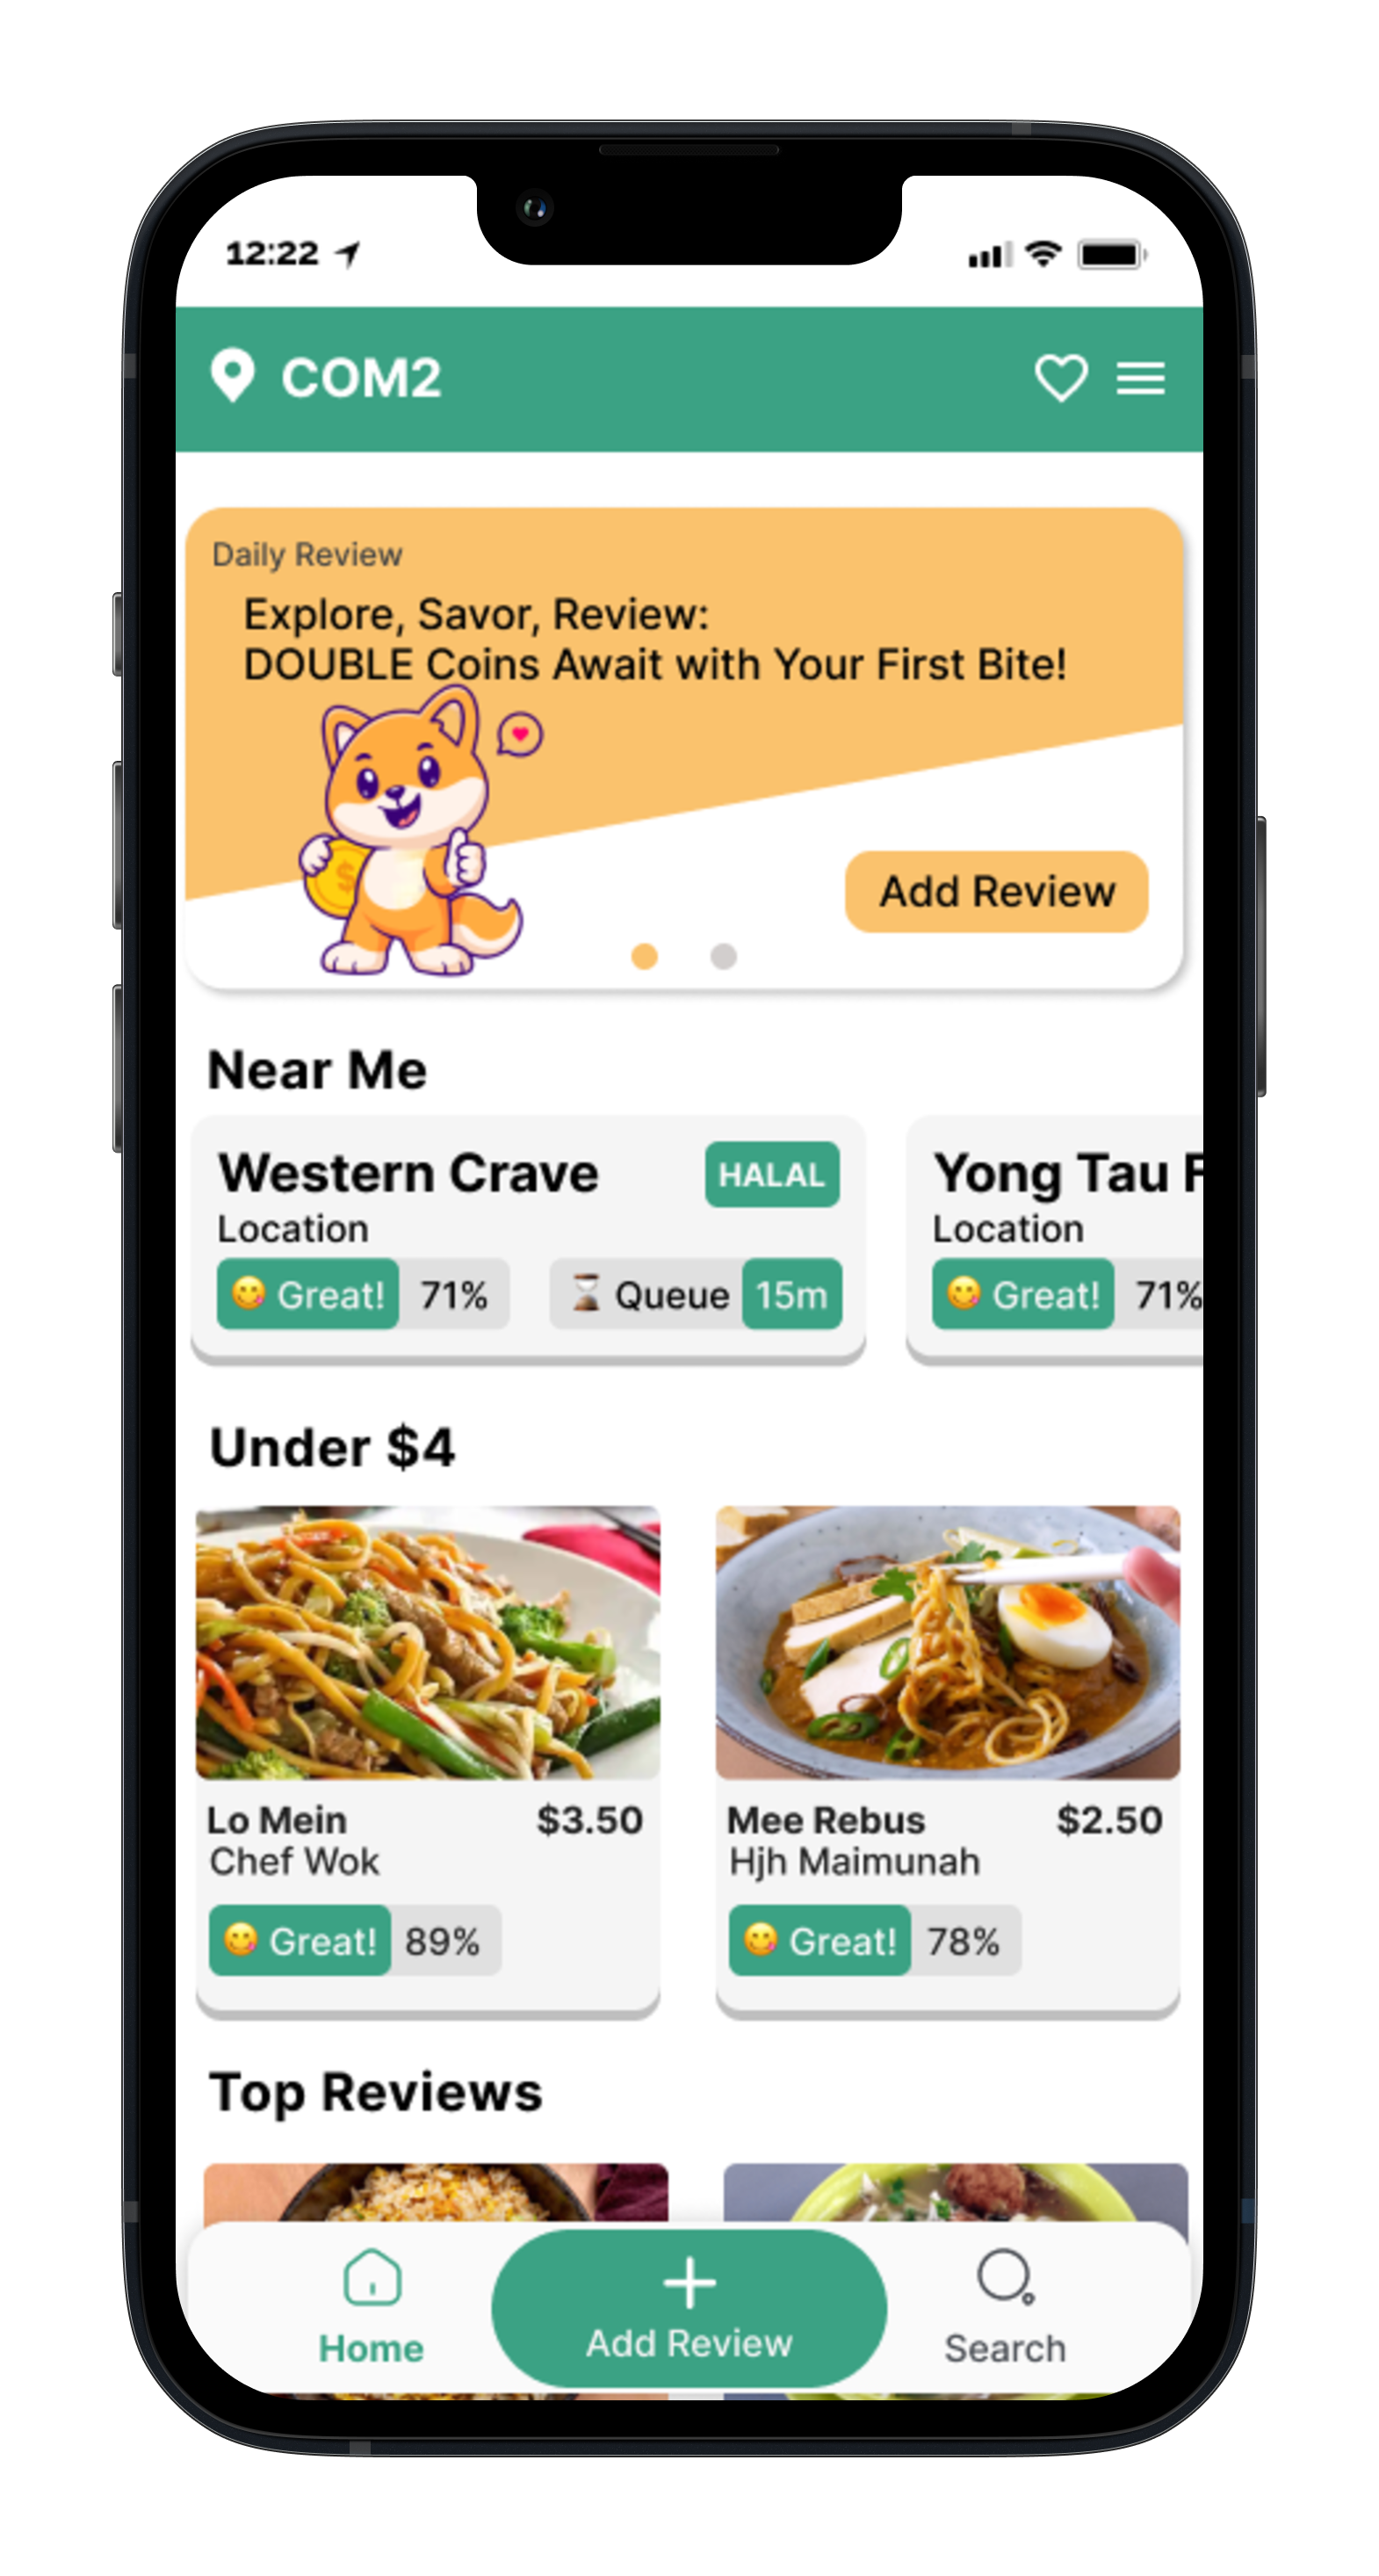 12:22
COM2
Daily Review
Explore, Savor, Review:
DOUBLE Coins Await with Your First Bite!
$
Add Review
Near Me
Western Crave HALAL
Location
Great! 71% Queue 15m
Yong Tau
Location
Great! 71%
Under $4
Lo Mein $3.50
Chef Wok
Great! 89%
Mee Rebus $2.50
Hjh Maimunah
Great! 78%
Top Reviews
Home
Add Review
Search